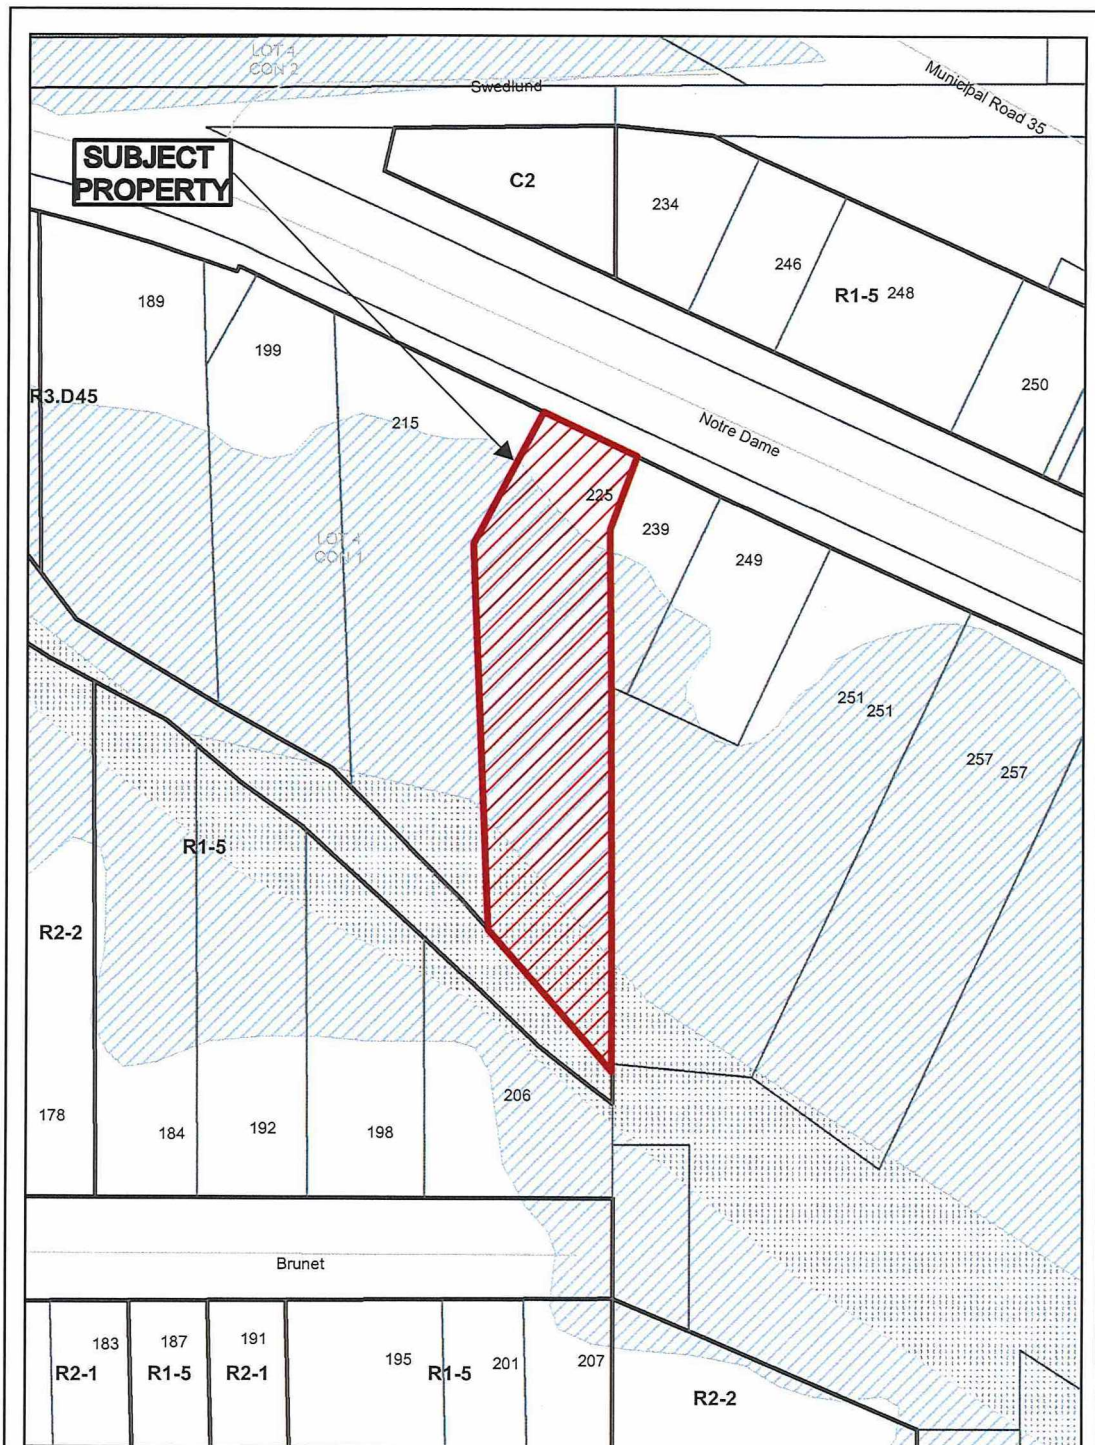 LOT 4
CON 2
Swedlund
Municipal Road 35
SUBJECT
PROPERTY
C2
234
246
R1-5
248
189
199
250
R3.D45
215
Notre Dame
225
239
249
LOT 4
CON 1
251
251
257
257
R1-5
R2-2
206
178
184
192
198
Brunet
183
187
191
195
201
207
R2-1
R1-5
R2-1
R1-5
R2-2